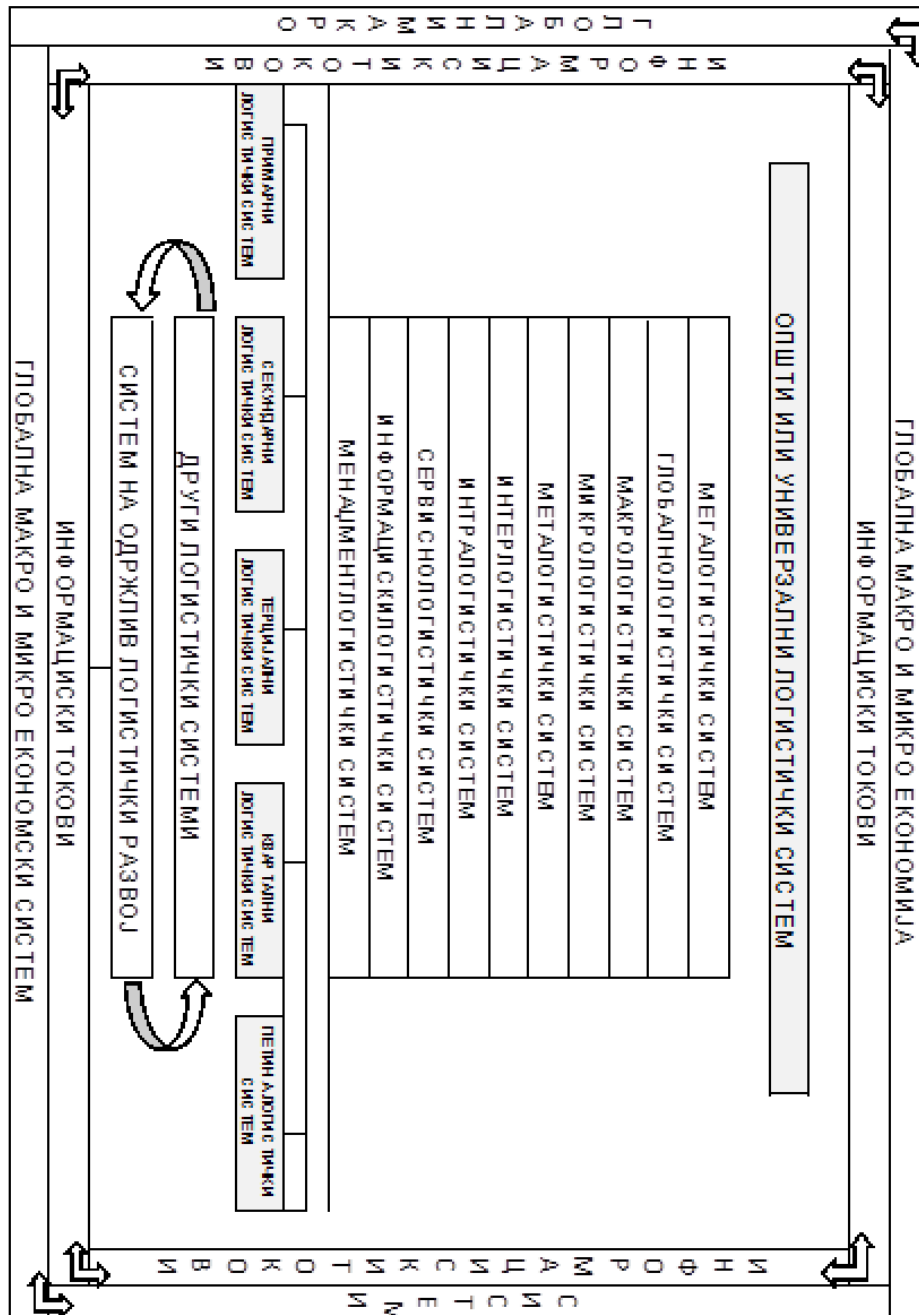 ГЛОБАЛНА МАКРО И МИКРО ЕКОНОМИЈА
ИНФОРМАЦИСКИ ТОКОВИ
ГЛОБАЛНИ МАКРО
ИНФОРМАЦИСКИ ТОКОВИ
ОПШТИ ИЛИ УНИВЕРЗАЛНИ ЛОГИСТИЧКИ СИСТЕМ
МЕГАЛОГИСТИЧКИ СИСТЕМ
ГЛОБАЛНОЛОГИСТИЧКИ СИСТЕМ
МАКРОЛОГИСТИЧКИ СИСТЕМ
МИКРОЛОГИСТИЧКИ СИСТЕМ
МЕТАЛОГИСТИЧКИ СИСТЕМ
ИНТЕРЛОГИСТИЧКИ СИСТЕМ
ИНТРАЛОГИСТИЧКИ СИСТЕМ
СЕРВИСНОЛОГИСТИЧКИ СИСТЕМ
ИНФОРМАЦИСКИЛОГИСТИЧКИ СИСТЕМ
МЕНАЏМЕНТЛОГИСТИЧКИ СИСТЕМ
ПРИМАРНИ
ЛОГИСТИЧКИ СИСТЕМ
СЕКУНДАРНИ
ЛОГИСТИЧКИ СИСТЕМ
ТЕРЦИЈАЛНИ
ЛОГИСТИЧКИ СИСТЕМ
КВАРТАЛНИ
ЛОГИСТИЧКИ СИСТЕМ
ПЕТИНАЛОГИСТИЧКИ
СИСТЕМ
ДРУГИ ЛОГИСТИЧКИ СИСТЕМИ
СИСТЕМ НА ОДРЖЛИВ ЛОГИСТИЧКИ РАЗВОЈ
ИНФОРМАЦИСКИ ТОКОВИ
СИСТЕМИ
ИНФОРМАЦИСКИ ТОКОВИ
ГЛОБАЛНА МАКРО И МИКРО ЕКОНОМСКИ СИСТЕМ